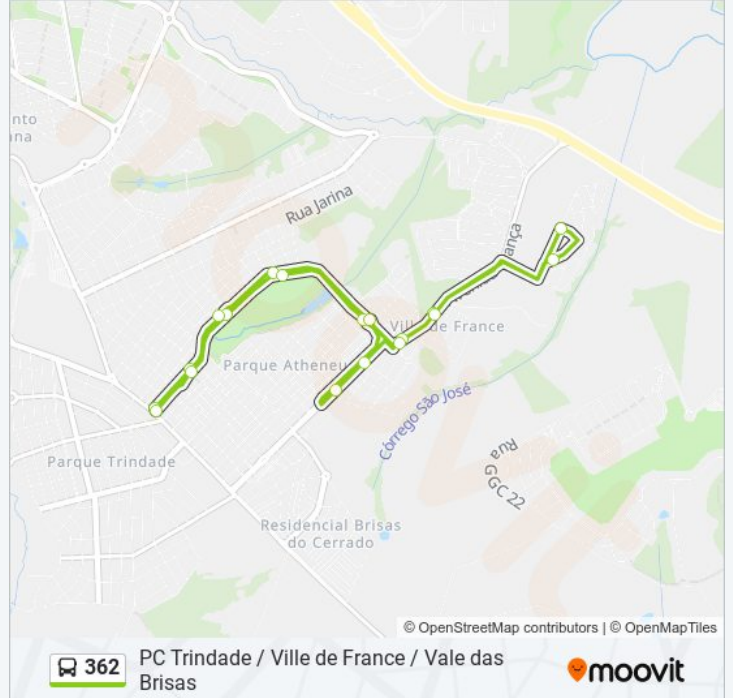 nto
ana
Rua Jarina
ança
Ville de France
Parque Atheneu
Córrego São José
Parque Trindade
Rua
GGC 22
Residencial Brisas
do Cerrado
© OpenStreetMap contributors | © OpenMapTiles
362
PC Trindade / Ville de France / Vale das
Brisas
moovit